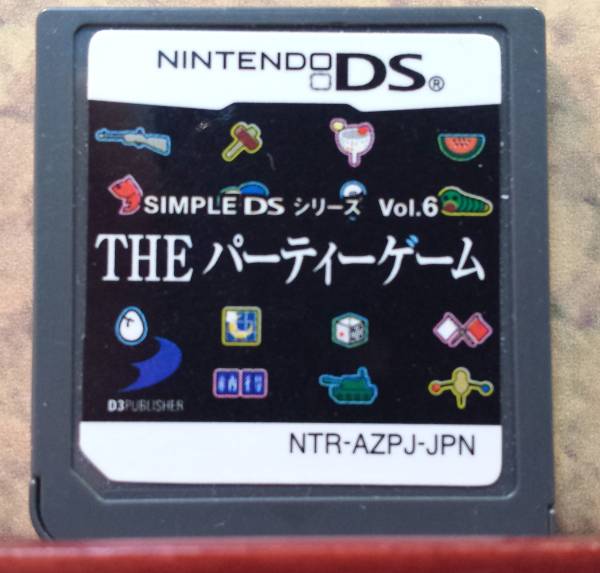 NINTENDO DS®
SIMPLE DS シリーズ Vol.6
THE パーティーゲーム
D3PUBLISHER
NTR-AZPJ-JPN